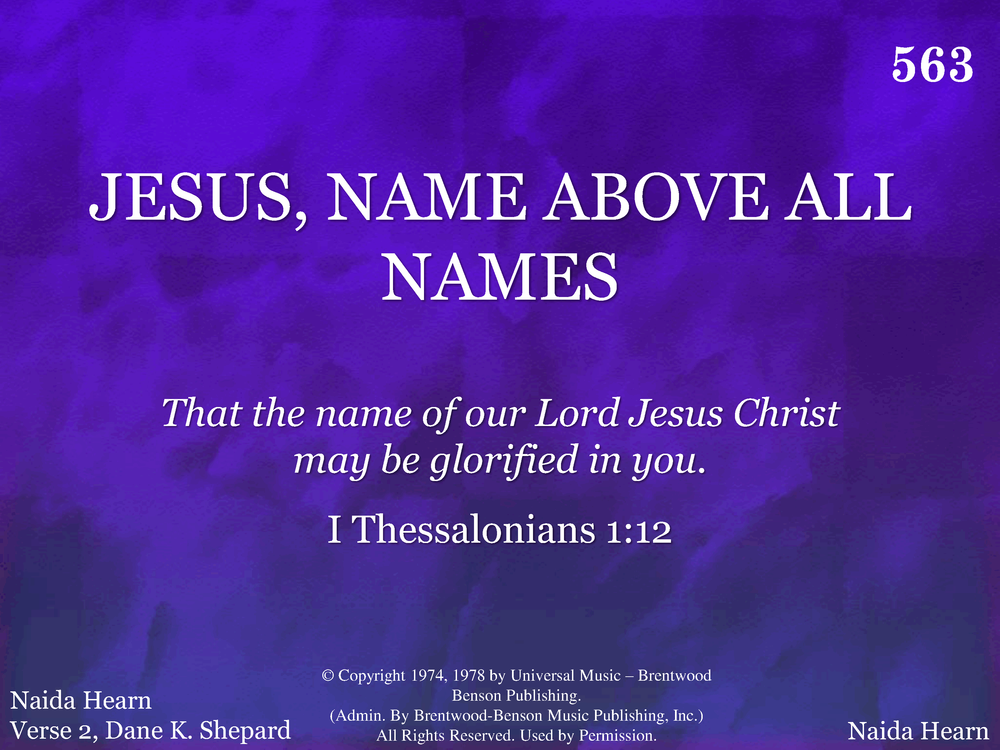 563
JESUS, NAME ABOVE ALL
NAMES
That the name of our Lord Jesus Christ
may be glorified in you.
I Thessalonians 1:12
Naida Hearn
Verse 2, Dane K. Shepard
© Copyright 1974, 1978 by Universal Music – Brentwood
Benson Publishing.
(Admin. By Brentwood-Benson Music Publishing, Inc.)
All Rights Reserved. Used by Permission.
Naida Hearn